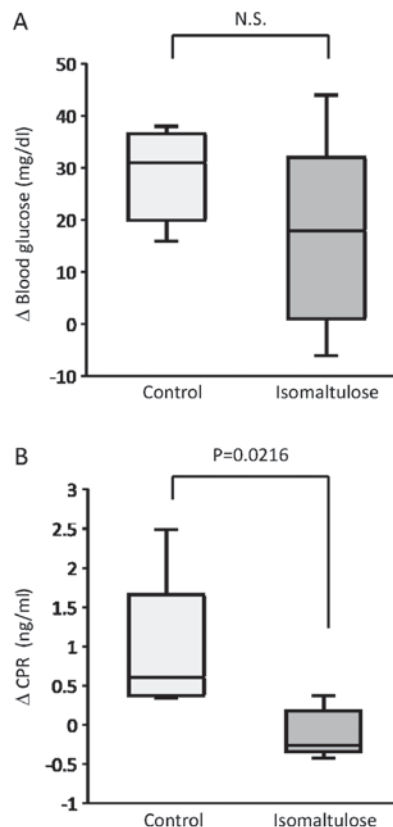 A
N.S.
Δ Blood glucose (mg/dl)
50
40
30
20
10
0
-10
Control Isomaltulose
B
P=0.0216
Δ CPR (ng/ml)
3
2.5
2
1.5
1
0.5
0
-0.5
-1
Control Isomaltulose